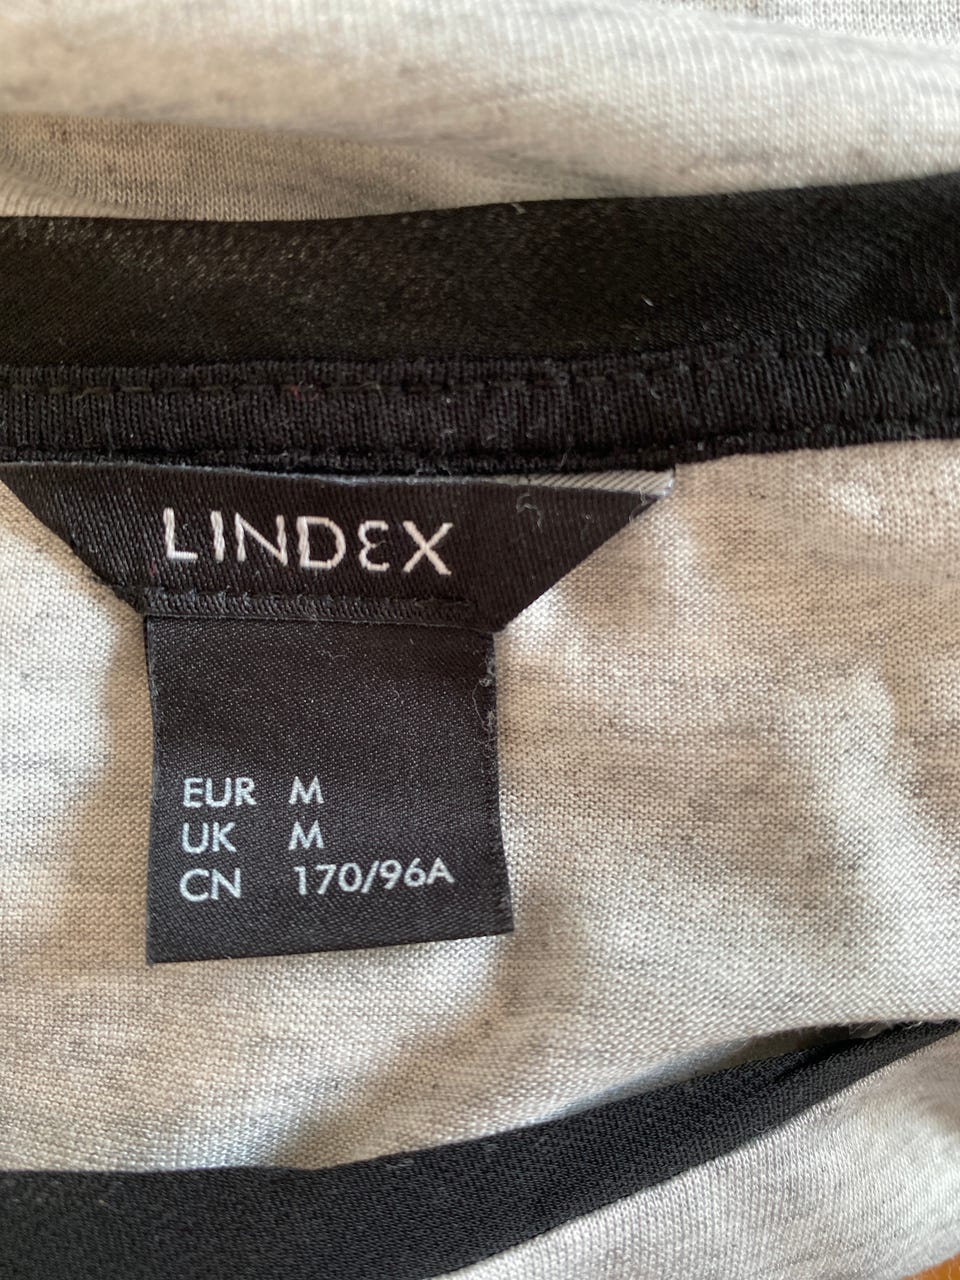 LINDEX
EUR M
UK M
CN 170/96A